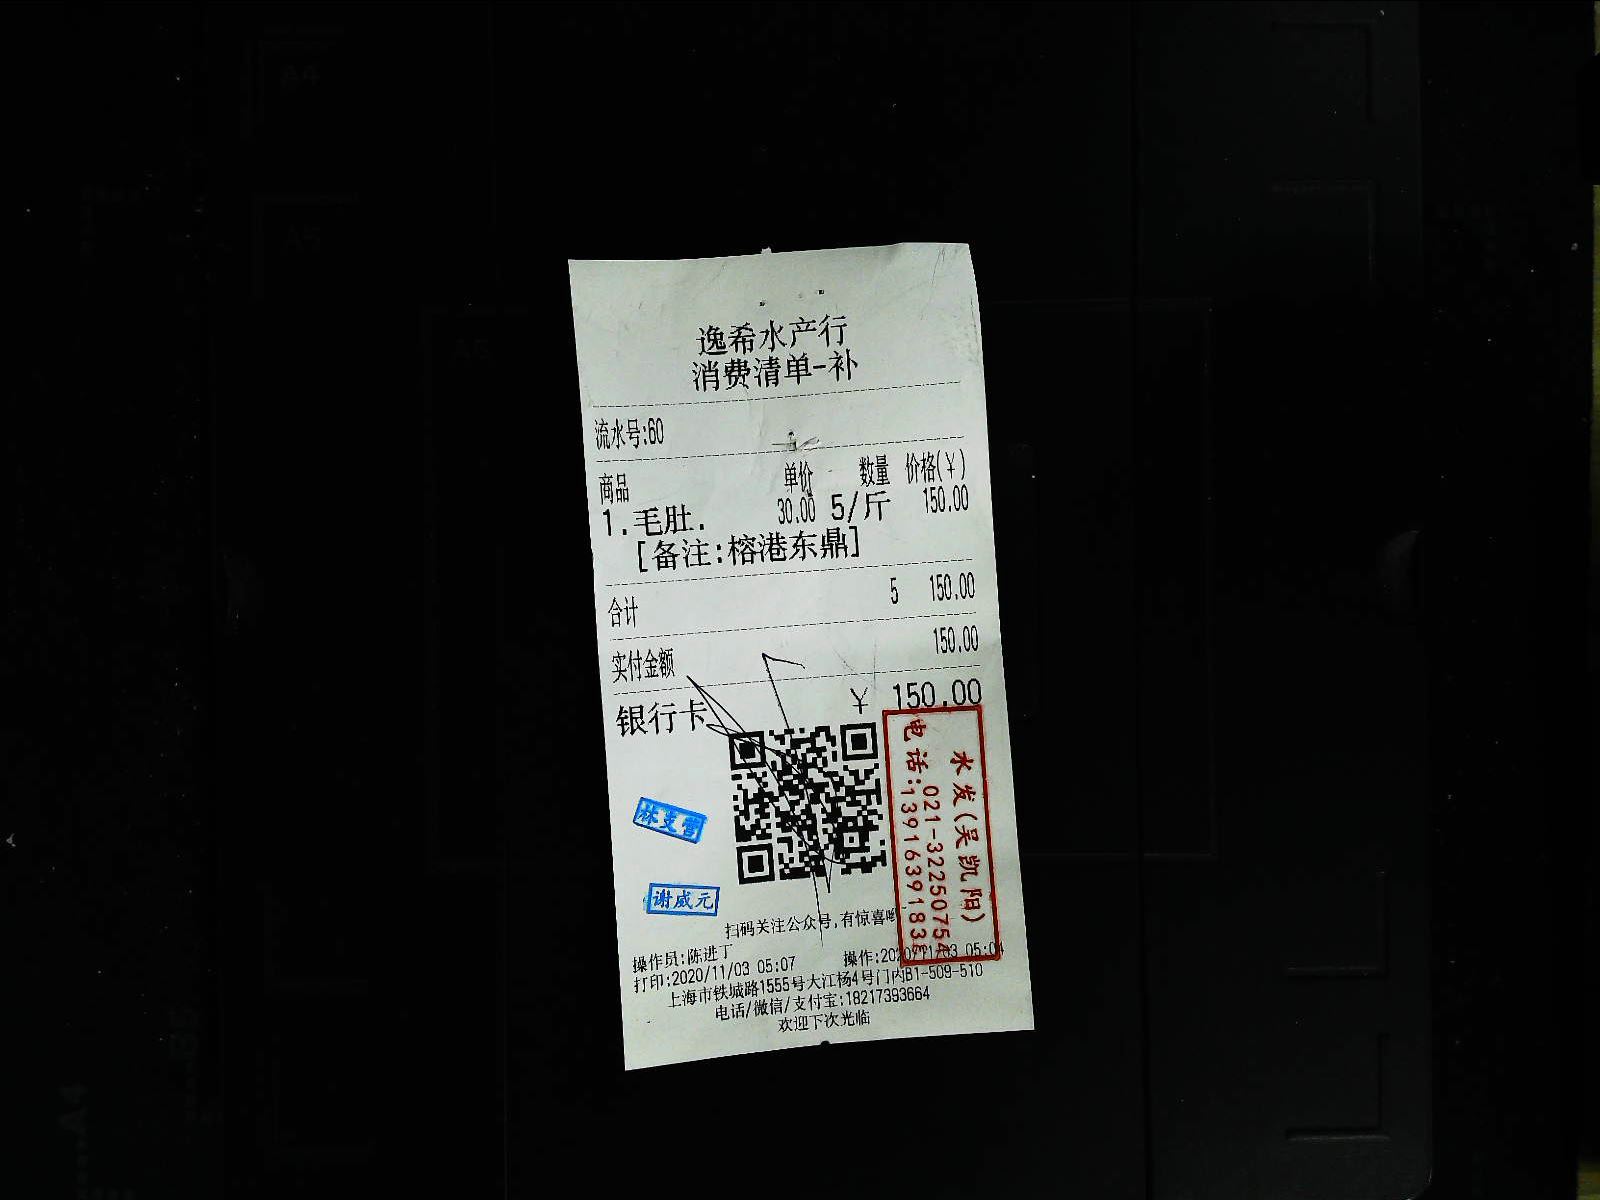 逸希水产行
消费清单-补
流水号:60
商品 单价 数量 价格(¥)
1.毛肚. 30.00 5/斤 150.00
[备注:榕港东鼎]
合计 5 150.00
实付金额 150.00
银行卡 ¥ 150.00
水发(吴凯阳)
021-32250754
电话:13916391836
谢威元
扫码关注公众号,有惊喜哟
操作员:陈进丁 操作:2020/11/03 05:04
打印:2020/11/03 05:07
上海市铁城路1555号大江杨4号门内B1-509-510
电话/微信/支付宝:18217393664
欢迎下次光临